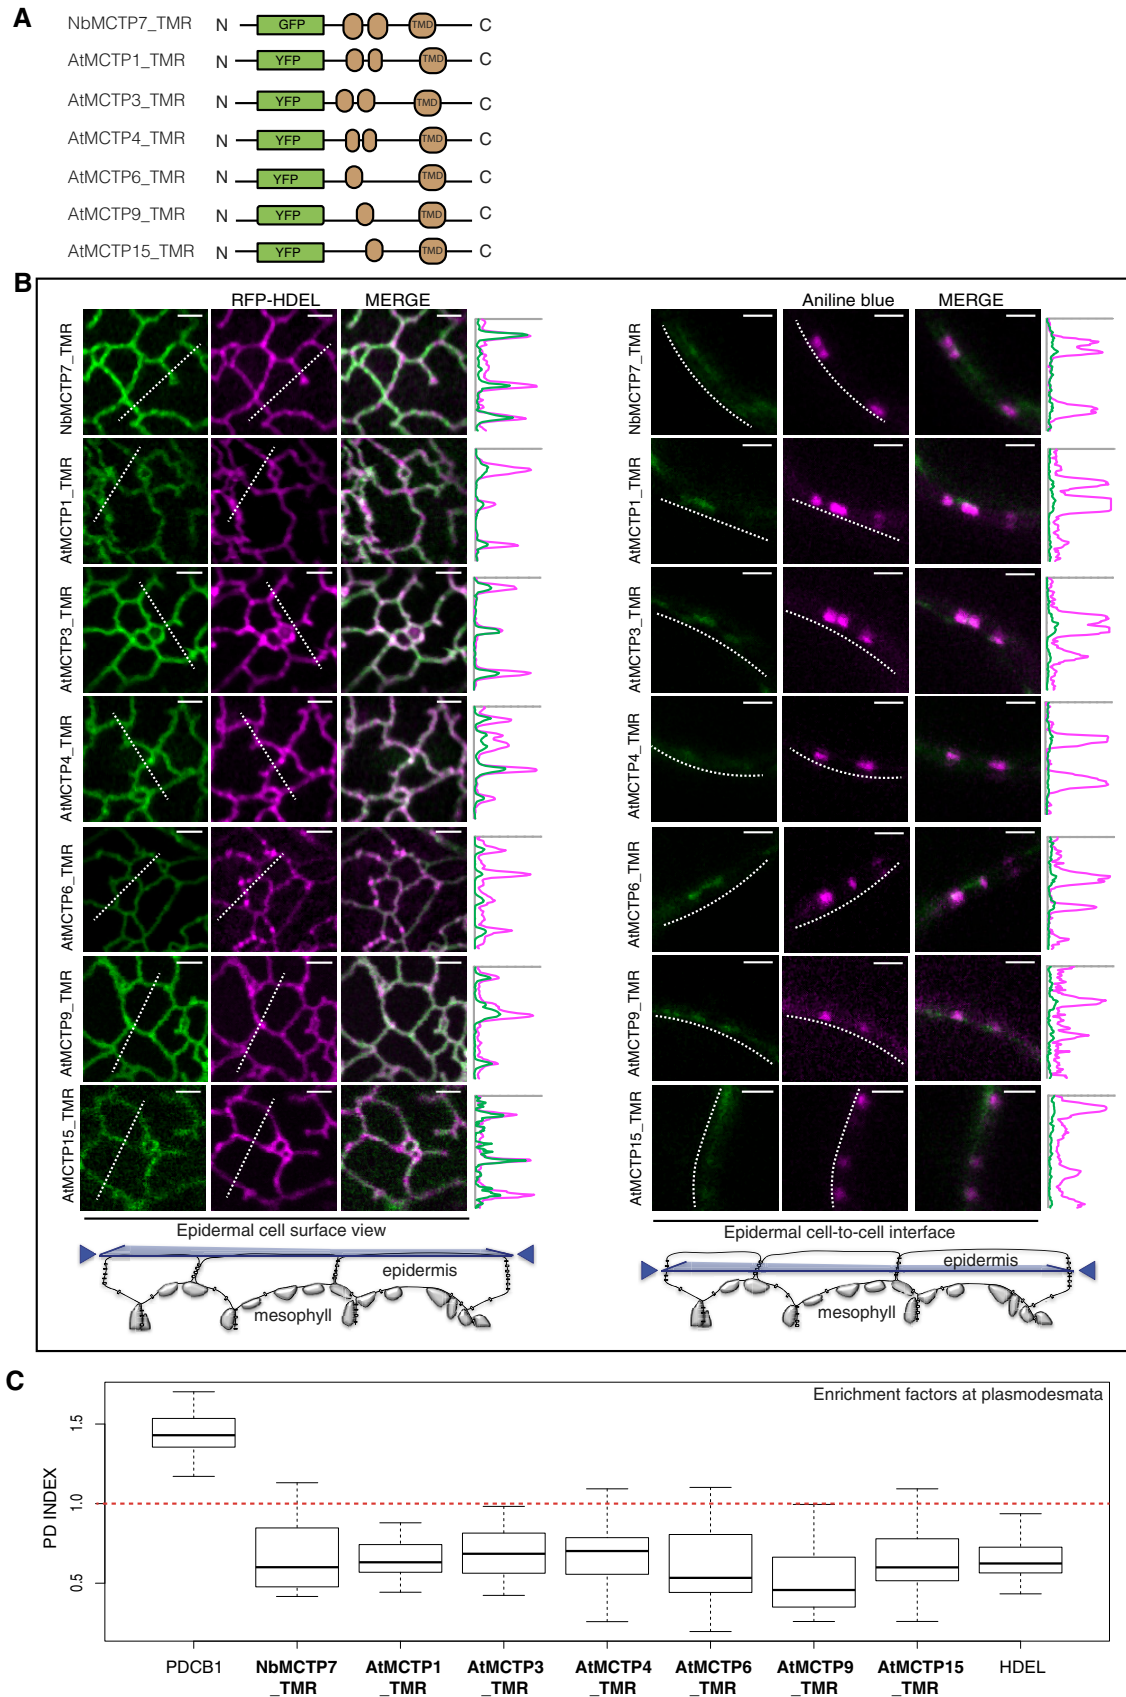 A
NbMCTP7_TMR N GFP TMD C
AtMCTP1_TMR N YFP TMD C
AtMCTP3_TMR N YFP TMD C
AtMCTP4_TMR N YFP TMD C
AtMCTP6_TMR N YFP TMD C
AtMCTP9_TMR N YFP TMD C
AtMCTP15_TMR N YFP TMD C
B
RFP-HDEL MERGE Aniline blue MERGE
NbMCTP7_TMR NbMCTP7_TMR
AtMCTP1_TMR AtMCTP1_TMR
AtMCTP3_TMR AtMCTP3_TMR
AtMCTP4_TMR AtMCTP4_TMR
AtMCTP6_TMR AtMCTP6_TMR
AtMCTP9_TMR AtMCTP9_TMR
AtMCTP15_TMR AtMCTP15_TMR
Epidermal cell surface view
epidermis
mesophyll
Epidermal cell-to-cell interface
epidermis
mesophyll
C
Enrichment factors at plasmodesmata
PD INDEX
1.5
1.0
0.5
PDCB1 NbMCTP7 AtMCTP1 AtMCTP3 AtMCTP4 AtMCTP6 AtMCTP9 AtMCTP15 HDEL
_TMR _TMR _TMR _TMR _TMR _TMR _TMR